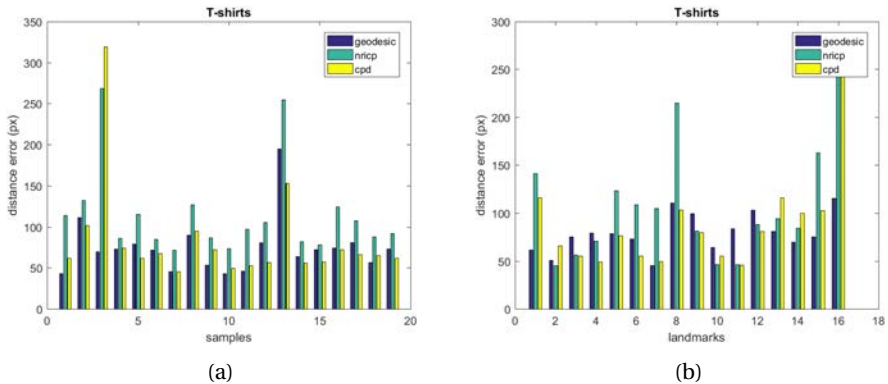 T-shirts
350
300
250
200
150
100
50
0
distance error (px)
0 5 10 15 20
samples
geodesic
nricp
cpd
(a)
T-shirts
300
250
200
150
100
50
0
distance error (px)
0 2 4 6 8 10 12 14 16 18
landmarks
geodesic
nricp
cpd
(b)